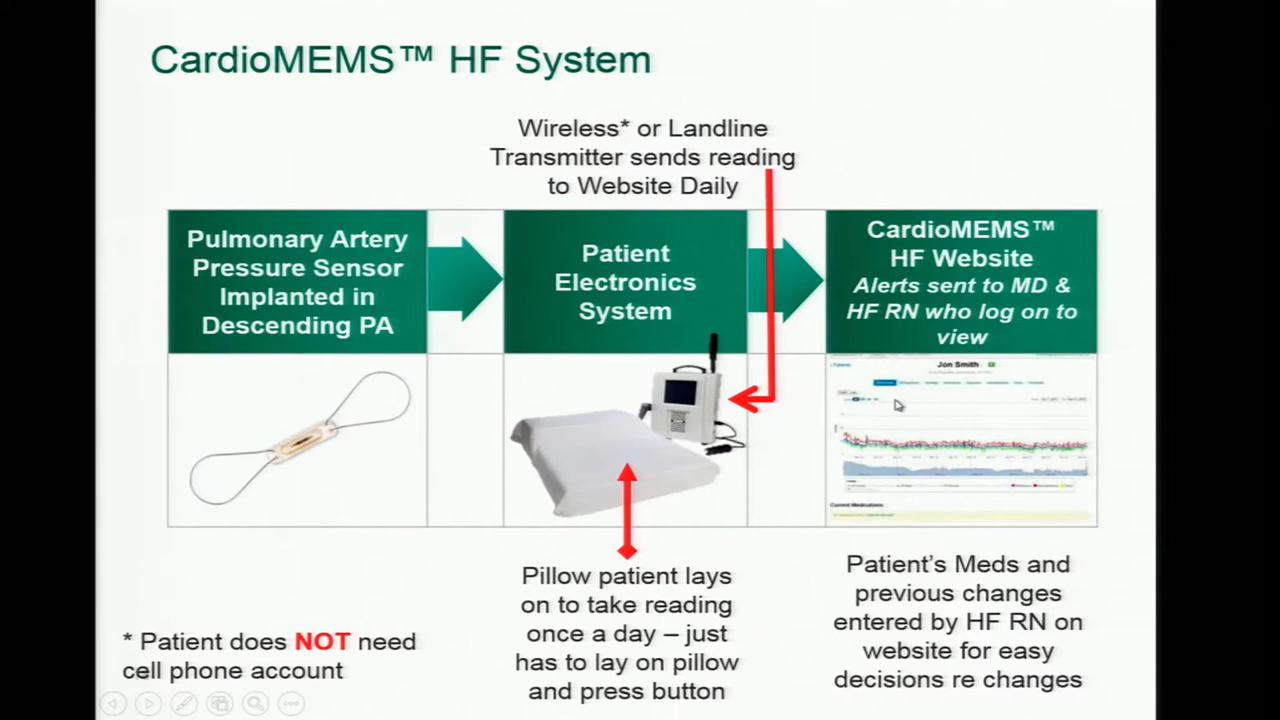 CardioMEMS™ HF System
Wireless* or Landline
Transmitter sends reading
to Website Daily
Pulmonary Artery
Pressure Sensor
Implanted in
Descending PA
Patient
Electronics
System
CardioMEMS™
HF Website
Alerts sent to MD &
HF RN who log on to
view
Jon Smith
Current Medications
Pillow patient lays
on to take reading
once a day – just
has to lay on pillow
and press button
Patient's Meds and
previous changes
entered by HF RN on
website for easy
decisions re changes
* Patient does NOT need
cell phone account